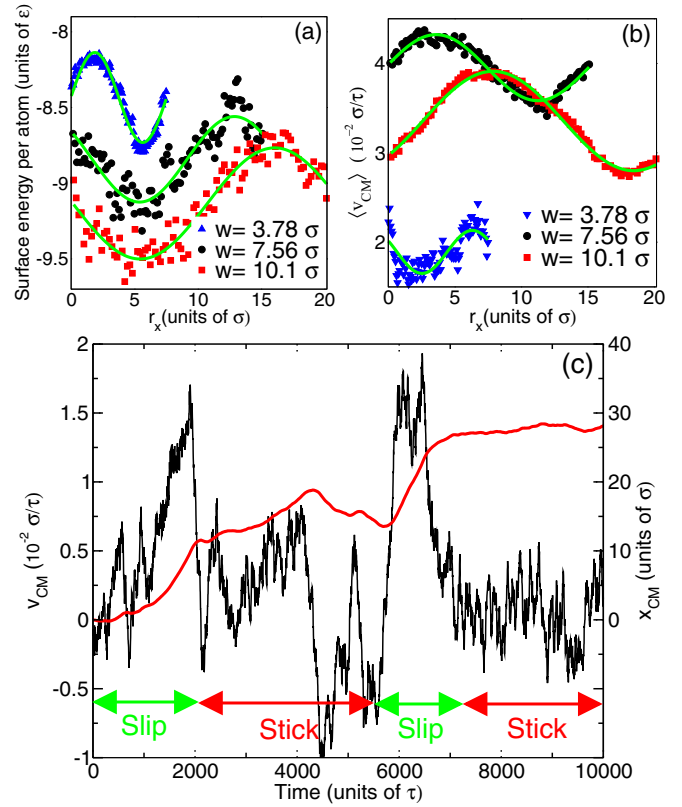 (a)
Surface energy per atom (units of ε)
-8
-8.5
-9
-9.5
w= 3.78 σ
w= 7.56 σ
w= 10.1 σ
0 5 10 15 20
r_x(units of σ)
(b)
⟨v_CM⟩ (10⁻² σ/τ)
4
3
2
w= 3.78 σ
w= 7.56 σ
w= 10.1 σ
0 5 10 15 20
r_x(units of σ)
(c)
v_CM (10⁻² σ/τ)
2
1.5
1
0.5
0
-0.5
-1
x_CM (units of σ)
40
30
20
10
0
-10
-20
Slip Stick Slip Stick
0 2000 4000 6000 8000 10000
Time (units of τ)